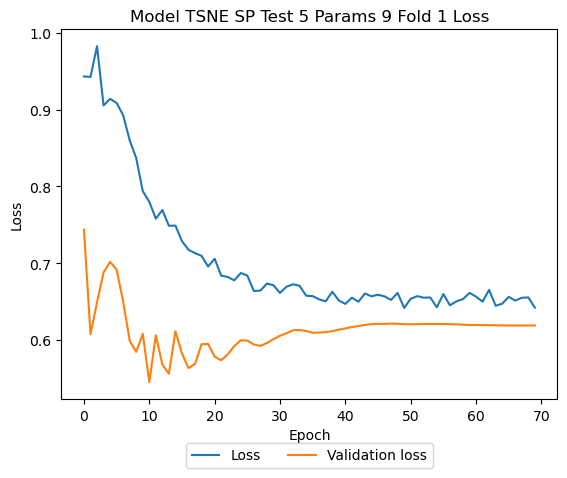 Model TSNE SP Test 5 Params 9 Fold 1 Loss
1.0
0.9
0.8
0.7
0.6
Loss
0 10 20 30 40 50 60 70
Epoch
Loss Validation loss